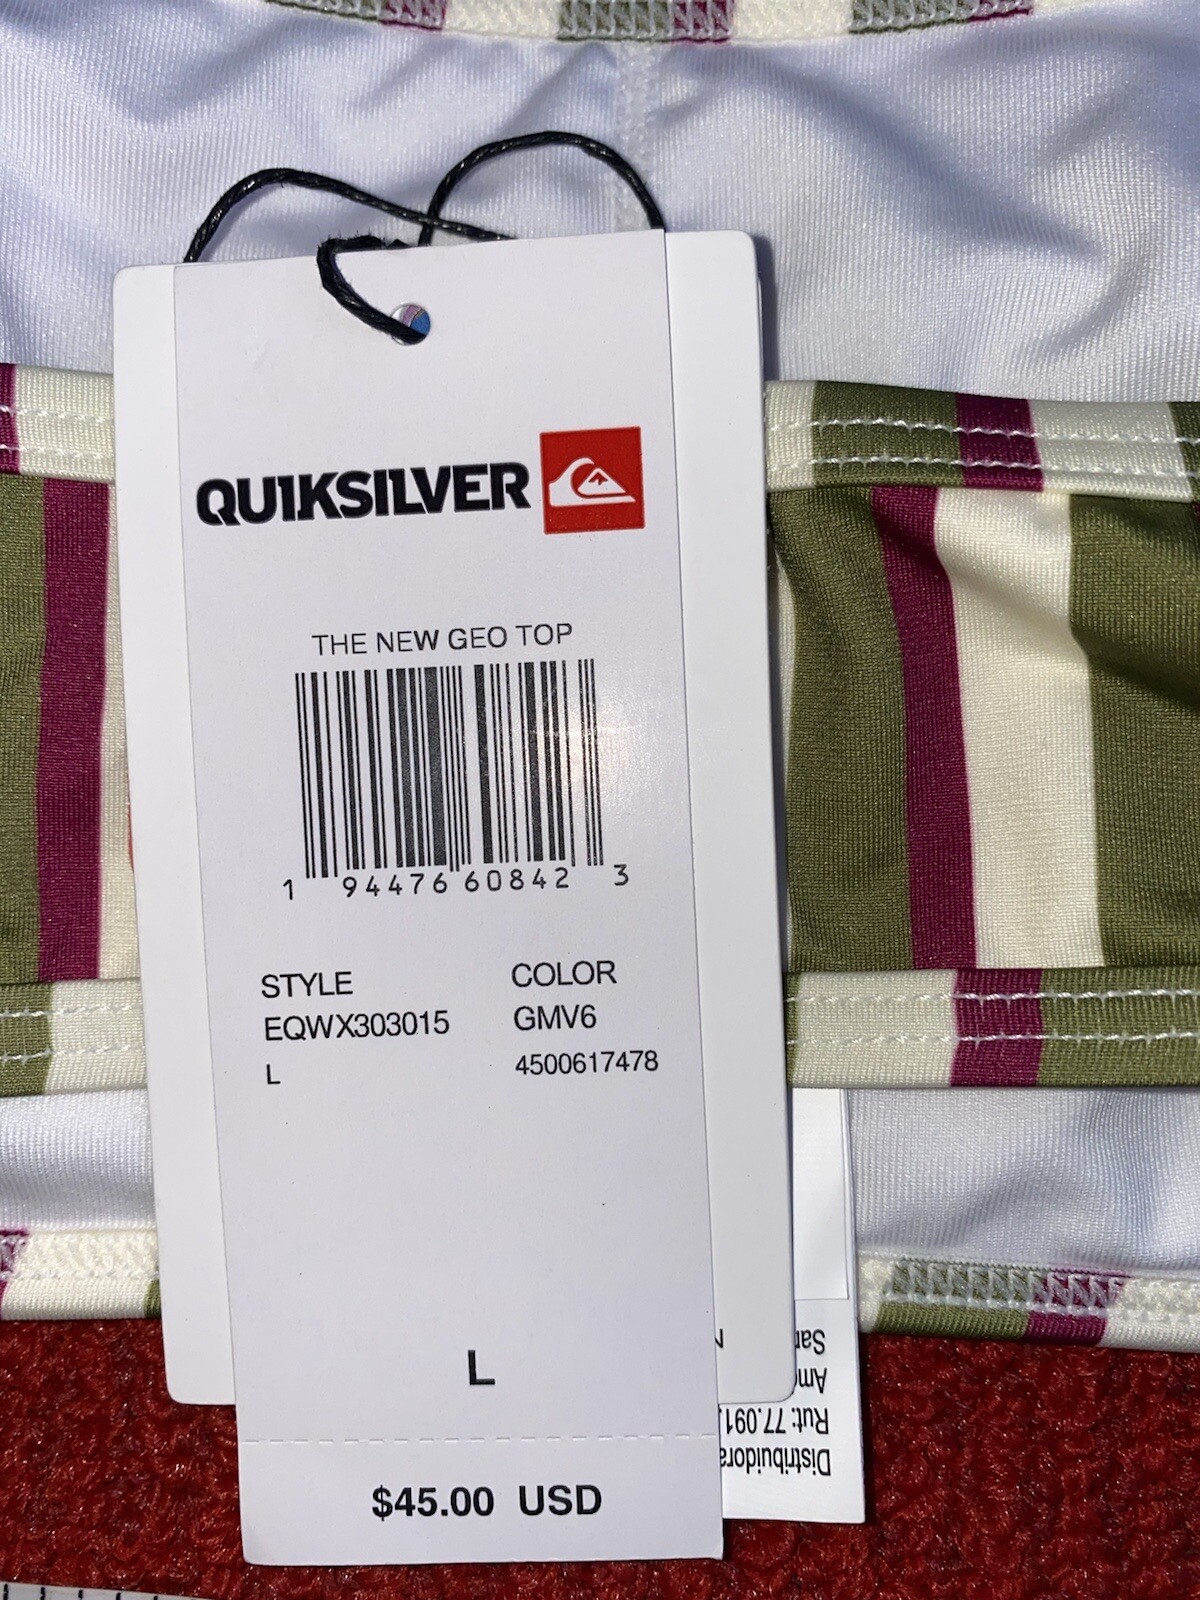 QUIKSILVER
THE NEW GEO TOP
1 94476 60842 3
STYLE COLOR
EQWX303015 GMV6
L 4500617478
L
$45.00 USD
Distribuidora
Rut: 77.091.